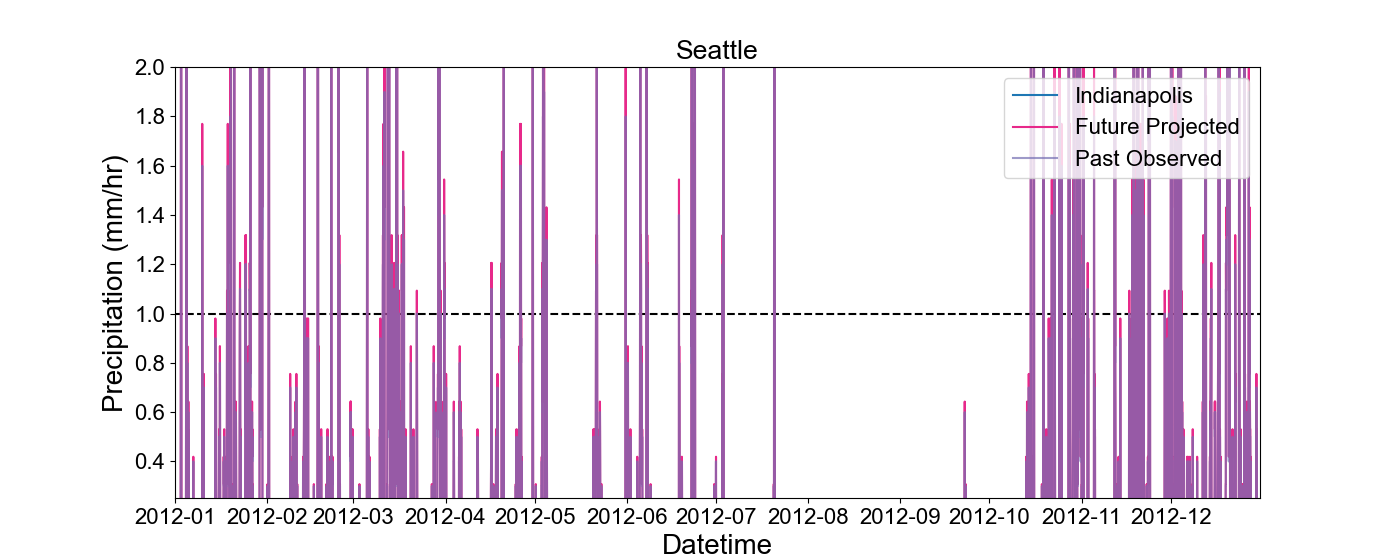 Seattle
Precipitation (mm/hr)
2.0
1.8
1.6
1.4
1.2
1.0
0.8
0.6
0.4
Indianapolis
Future Projected
Past Observed
2012-01 2012-02 2012-03 2012-04 2012-05 2012-06 2012-07 2012-08 2012-09 2012-10 2012-11 2012-12
Datetime